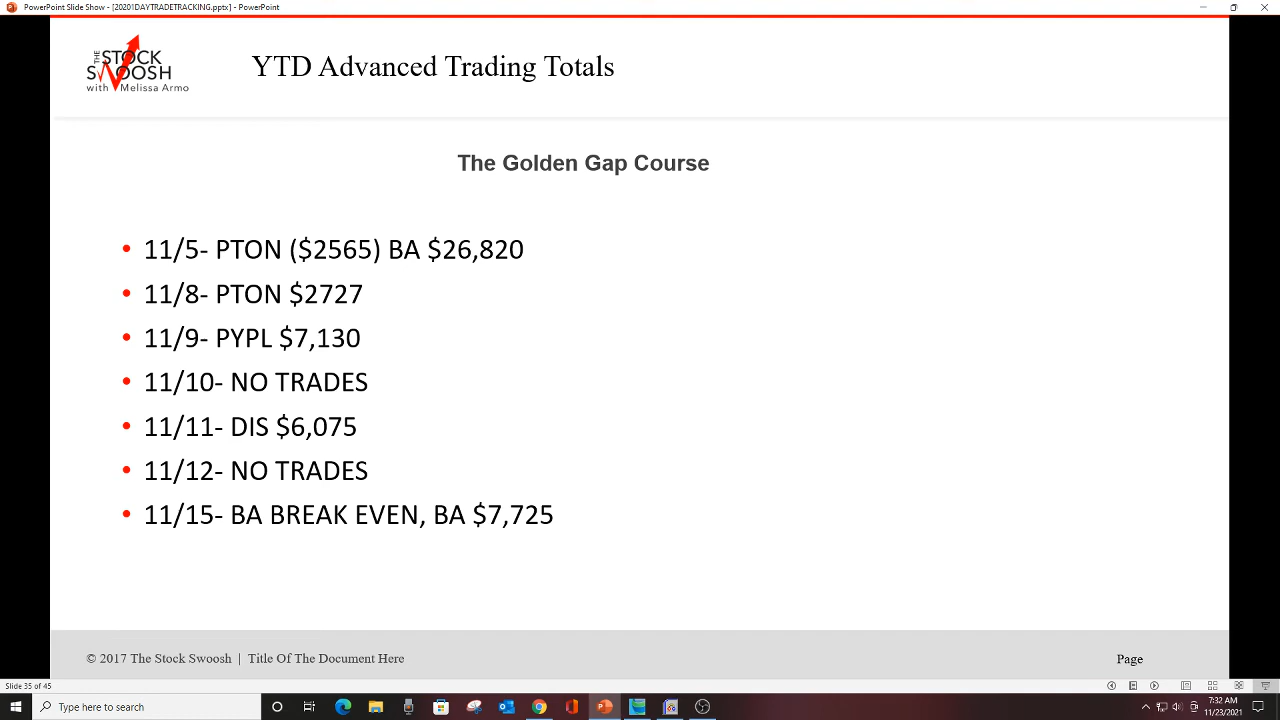 PowerPoint Slide Show - [20201DAYTRADETRACKING.pptx] - PowerPoint
THE
STOCK
SWOOSH
with Melissa Armo
YTD Advanced Trading Totals
The Golden Gap Course
• 11/5- PTON ($2565) BA $26,820
• 11/8- PTON $2727
• 11/9- PYPL $7,130
• 11/10- NO TRADES
• 11/11- DIS $6,075
• 11/12- NO TRADES
• 11/15- BA BREAK EVEN, BA $7,725
© 2017 The Stock Swoosh | Title Of The Document Here
Page
Slide 35 of 45
Type here to search
7:32 AM
11/23/2021